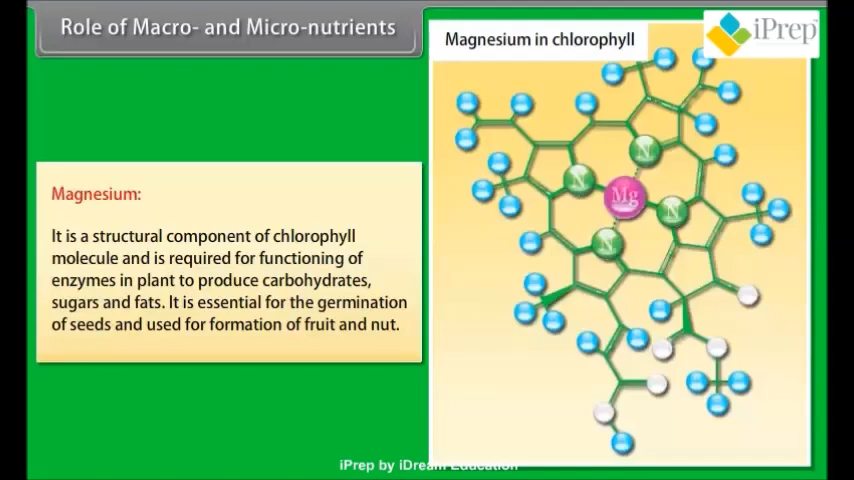 Role of Macro- and Micro-nutrients
Magnesium in chlorophyll
iPrep
Magnesium:
It is a structural component of chlorophyll
molecule and is required for functioning of
enzymes in plant to produce carbohydrates,
sugars and fats. It is essential for the germination
of seeds and used for formation of fruit and nut.
N
N
Mg
N
N
iPrep by iDream Education